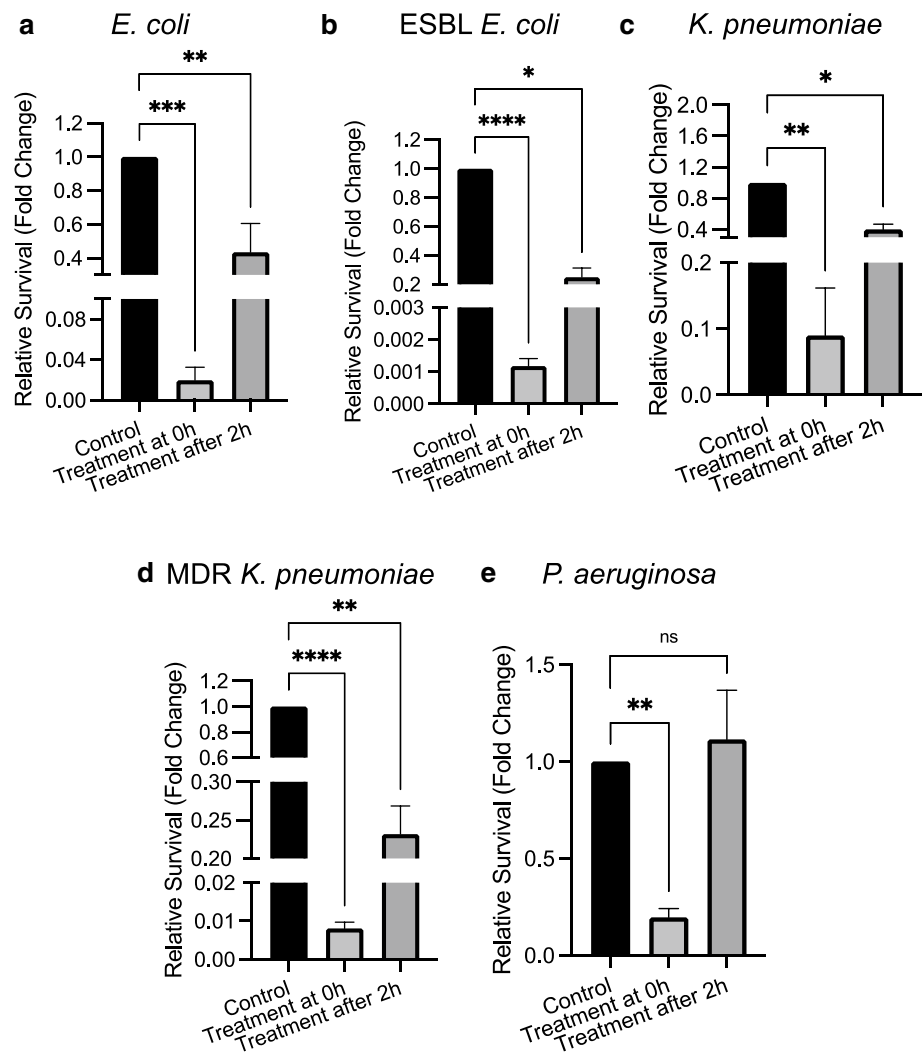 a E. coli
Relative Survival (Fold Change)
**
***
1.2
1.0
0.8
0.6
0.4
0.08
0.04
0.00
Control
Treatment at 0h
Treatment after 2h
b ESBL E. coli
Relative Survival (Fold Change)
*
****
1.2
1.0
0.8
0.6
0.4
0.2
0.003
0.002
0.001
0.000
Control
Treatment at 0h
Treatment after 2h
c K. pneumoniae
Relative Survival (Fold Change)
*
**
2.0
1.6
1.2
0.8
0.4
0.2
0.1
0.0
Control
Treatment at 0h
Treatment after 2h
d MDR K. pneumoniae
Relative Survival (Fold Change)
**
****
1.2
1.0
0.8
0.6
0.30
0.25
0.20
0.02
0.01
0.00
Control
Treatment at 0h
Treatment after 2h
e P. aeruginosa
Relative Survival (Fold Change)
ns
**
1.5
1.0
0.5
0.0
Control
Treatment at 0h
Treatment after 2h